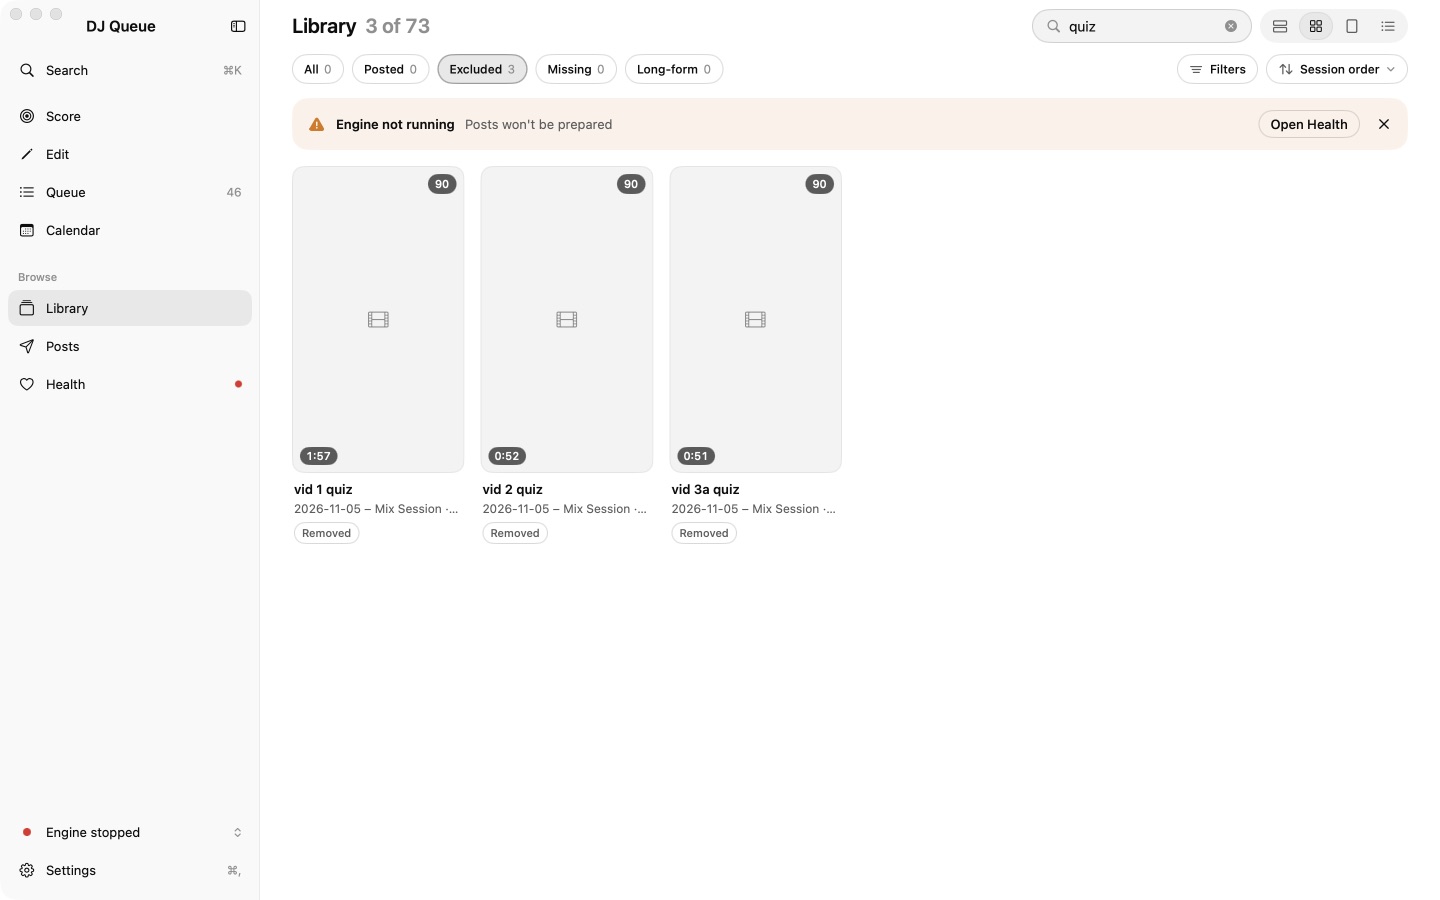 DJ Queue
Search ⌘K
Score
Edit
Queue 46
Calendar
Browse
Library
Posts
Health
Engine stopped
Settings ⌘,
Library 3 of 73
quiz
All 0
Posted 0
Excluded 3
Missing 0
Long-form 0
Filters
Session order
Engine not running Posts won't be prepared
Open Health
90
1:57
vid 1 quiz
2026-11-05 – Mix Session ·...
Removed
90
0:52
vid 2 quiz
2026-11-05 – Mix Session ·...
Removed
90
0:51
vid 3a quiz
2026-11-05 – Mix Session ·...
Removed